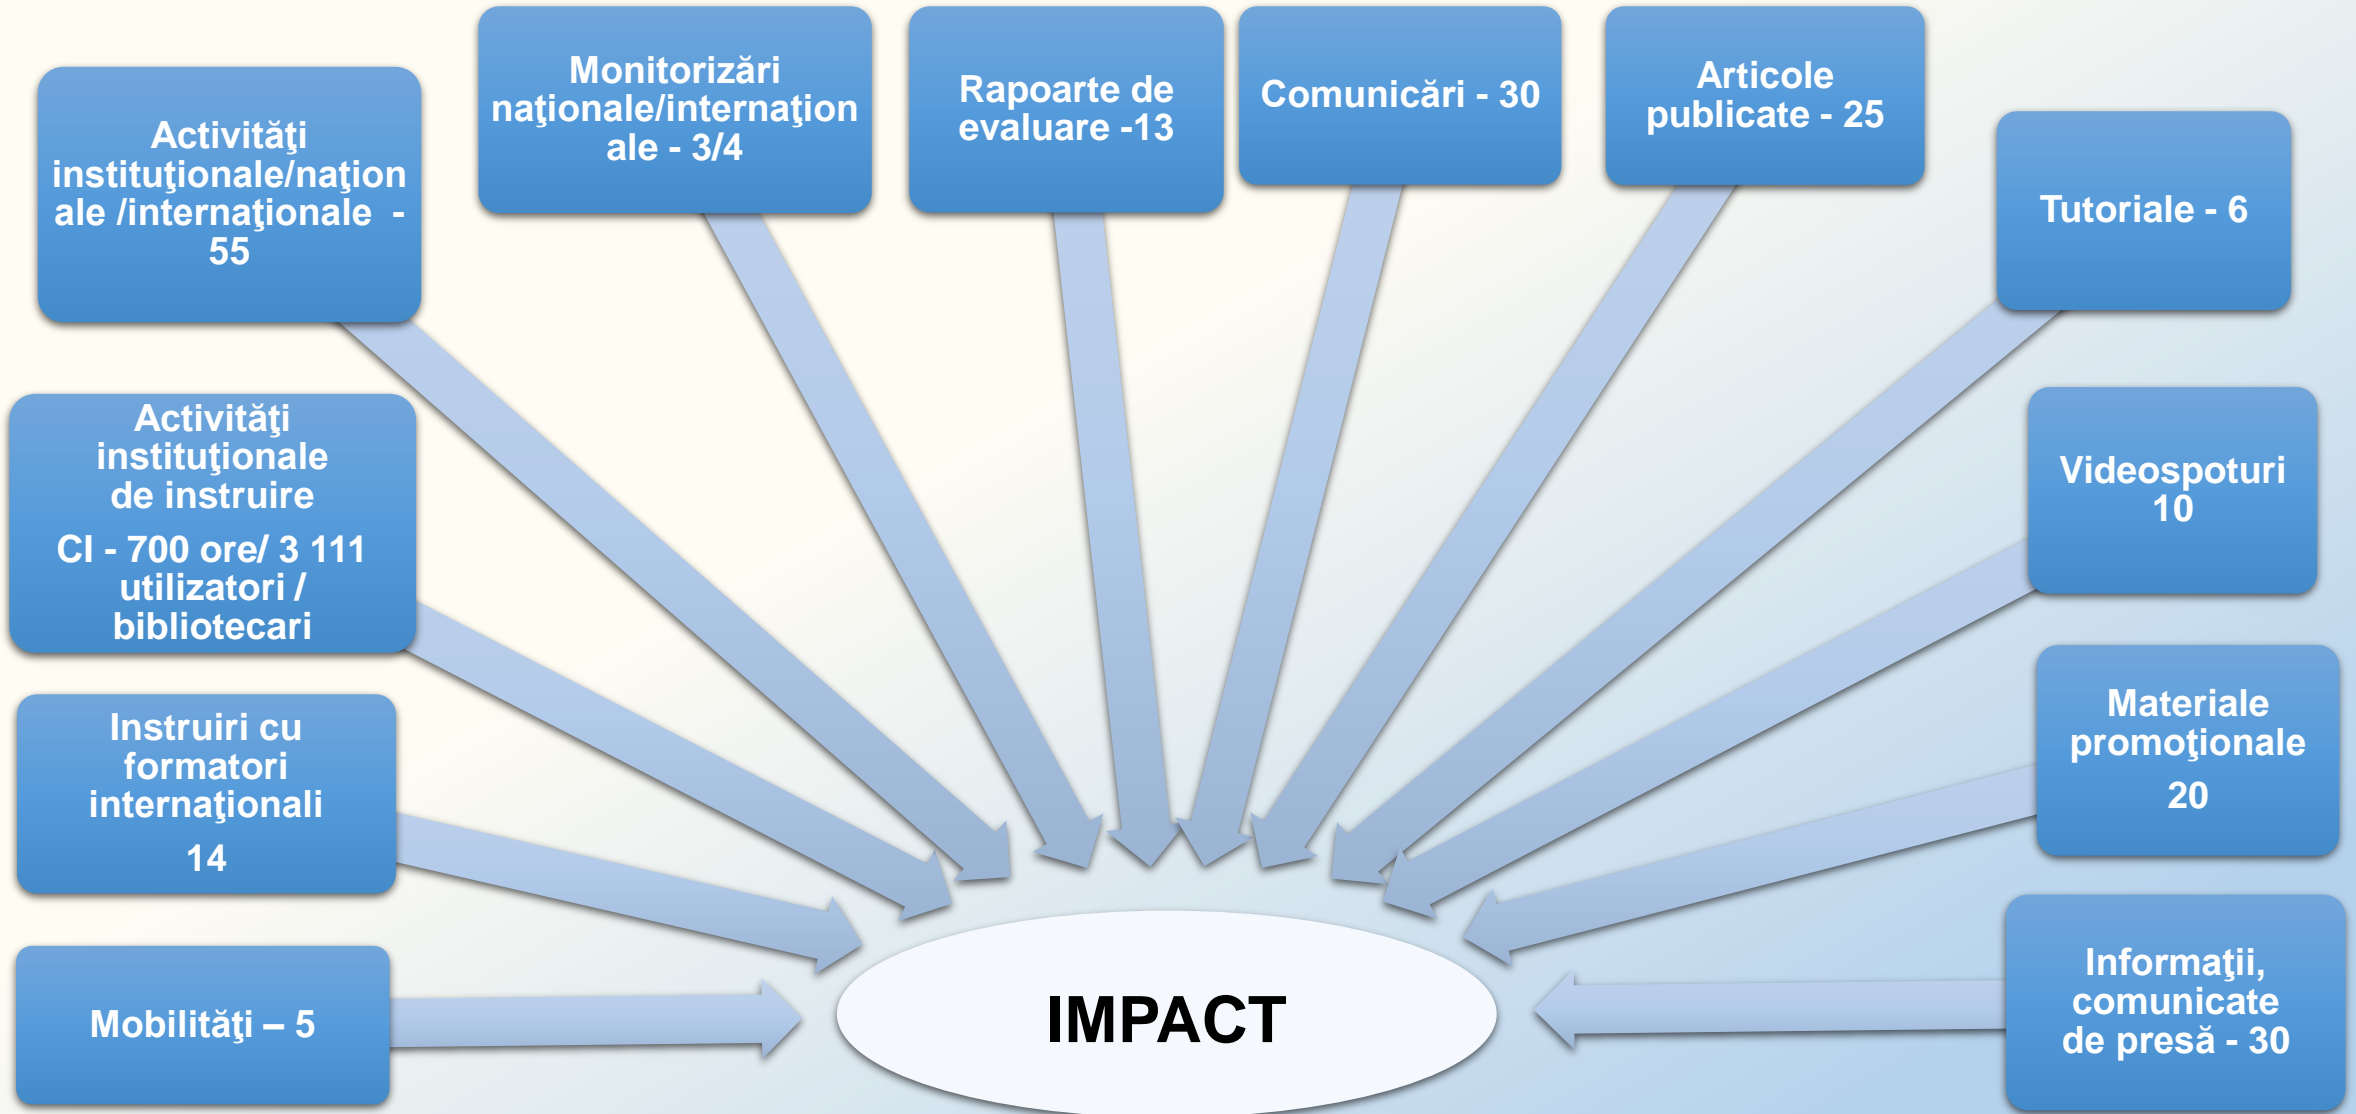 Activităţi
instituţionale/naţion
ale /internaţionale -
55
Monitorizări
naţionale/internaţion
ale - 3/4
Rapoarte de
evaluare -13
Comunicări - 30
Articole
publicate - 25
Tutoriale - 6
Activităţi
instituţionale
de instruire
CI - 700 ore/ 3 111
utilizatori /
bibliotecari
Videospoturi
10
Instruiri cu
formatori
internaţionali
14
Materiale
promoţionale
20
Mobilităţi – 5
IMPACT
Informaţii,
comunicate
de presă - 30